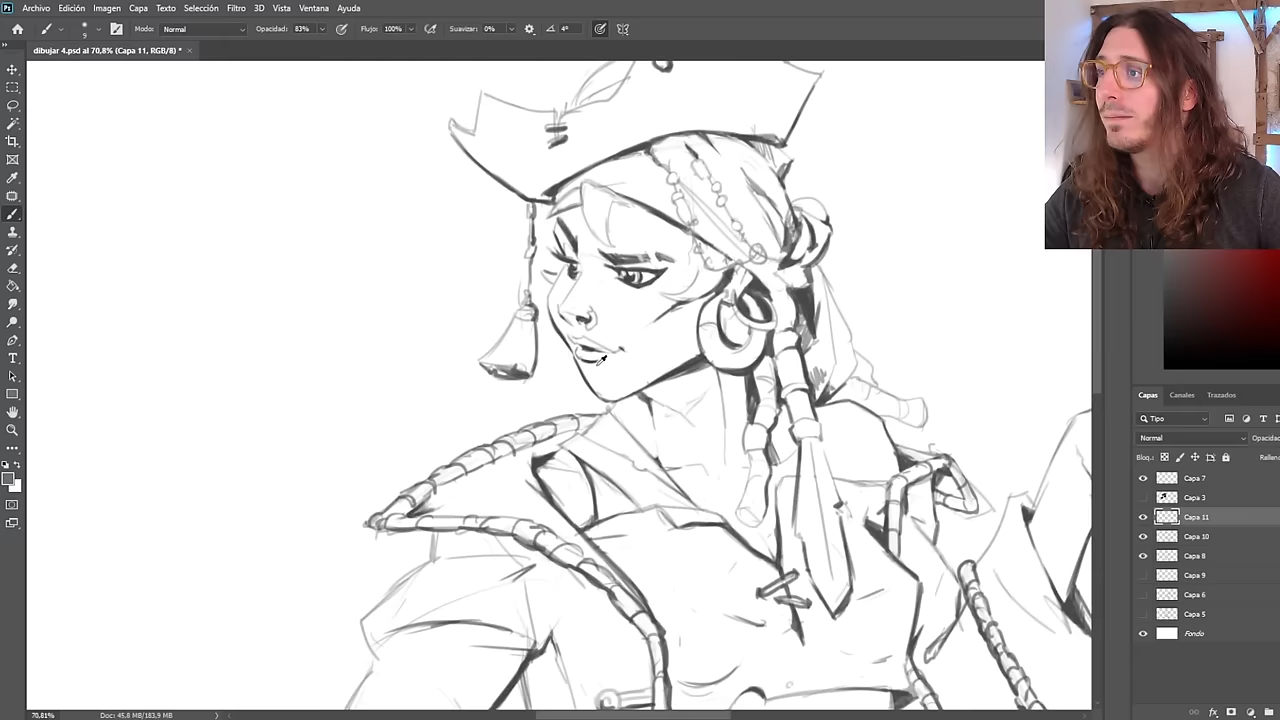 Ps Archivo Edición Imagen Capa Texto Selección Filtro 3D Vista Ventana Ayuda
9 Modo: Normal Opacidad: 83% Flujo: 100% Suavizar: 0% 4°
dibujar 4.psd al 70,8% (Capa 11, RGB/8) * ×
Capas Canales Trazados
Tipo
Normal Opacidad
Bloq.: Relleno
Capa 7
Capa 3
Capa 11
Capa 10
Capa 8
Capa 9
Capa 6
Capa 5
Fondo
70,81% Doc: 45,8 MB/183,9 MB